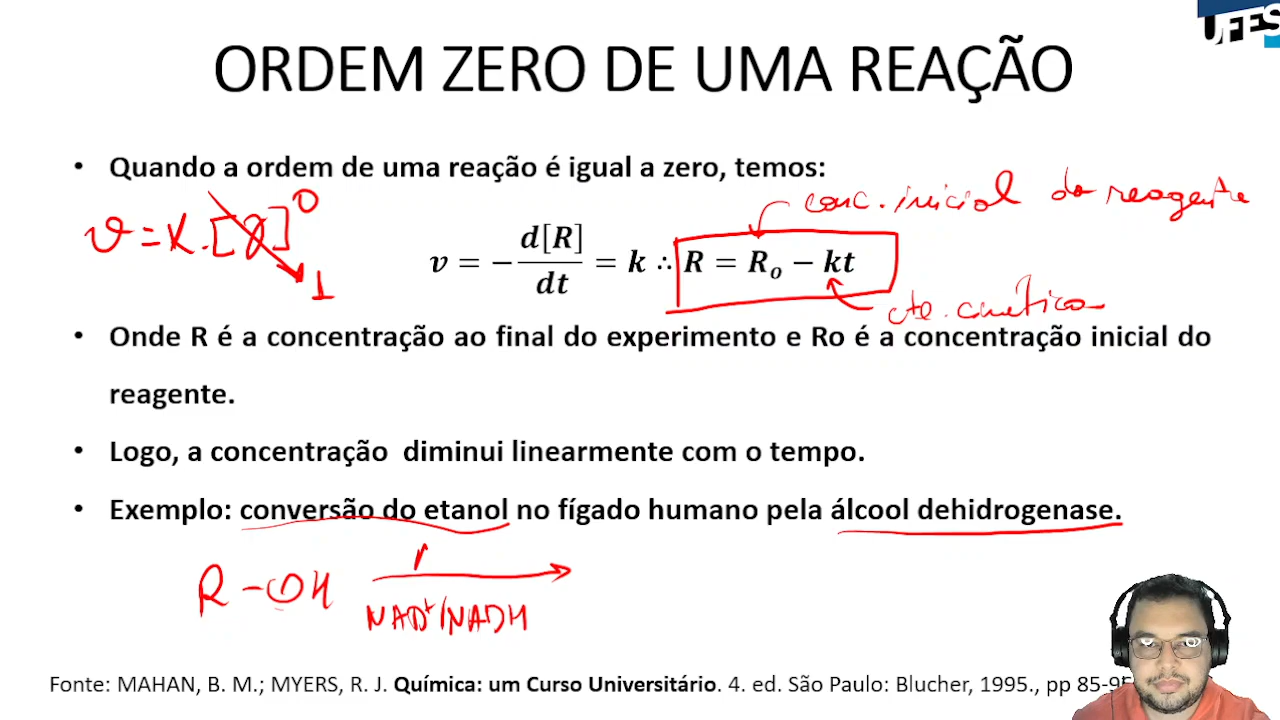 UFES
ORDEM ZERO DE UMA REAÇÃO
• Quando a ordem de uma reação é igual a zero, temos:
conc. inicial do reagente
v = K . [R]⁰
1
v = − d[R]/dt = k ∴ R = Rₒ − kt
cte. cinética
• Onde R é a concentração ao final do experimento e Ro é a concentração inicial do
reagente.
• Logo, a concentração diminui linearmente com o tempo.
• Exemplo: conversão do etanol no fígado humano pela álcool dehidrogenase.
R – OH
NAD⁺/NADH
Fonte: MAHAN, B. M.; MYERS, R. J. Química: um Curso Universitário. 4. ed. São Paulo: Blucher, 1995., pp 85-9